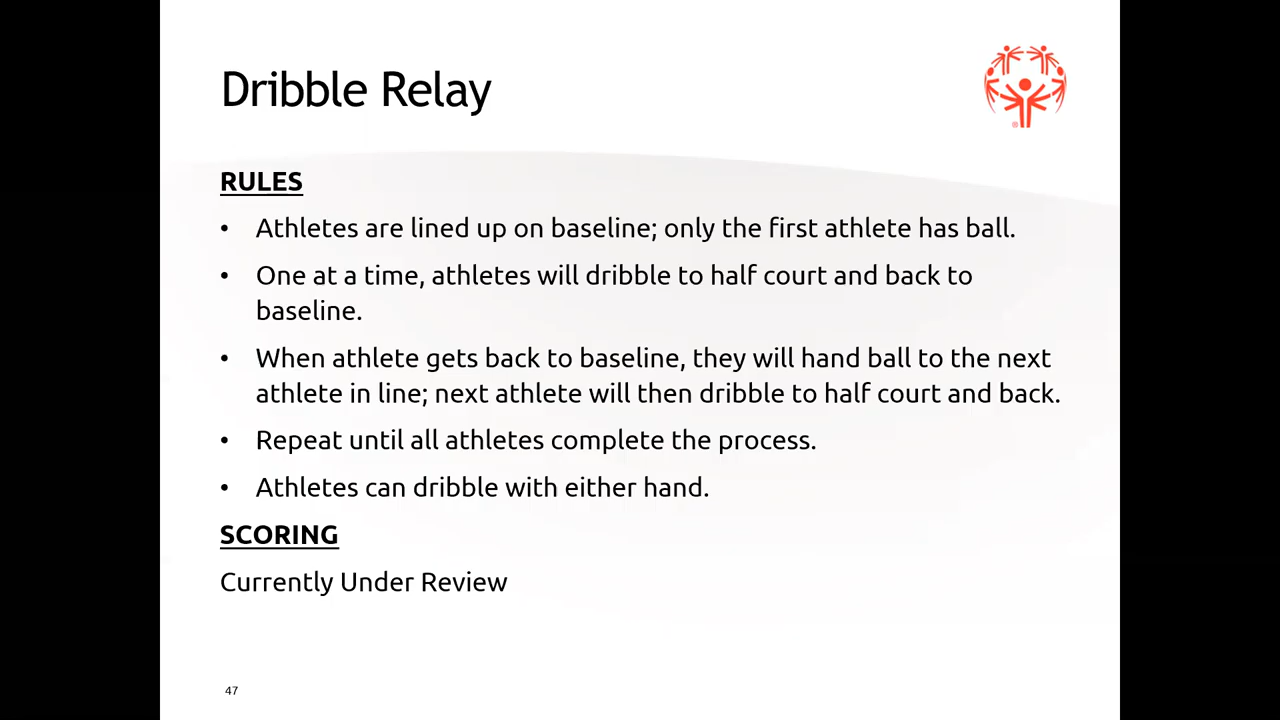 Dribble Relay
RULES
• Athletes are lined up on baseline; only the first athlete has ball.
• One at a time, athletes will dribble to half court and back to
baseline.
• When athlete gets back to baseline, they will hand ball to the next
athlete in line; next athlete will then dribble to half court and back.
• Repeat until all athletes complete the process.
• Athletes can dribble with either hand.
SCORING
Currently Under Review
47
®